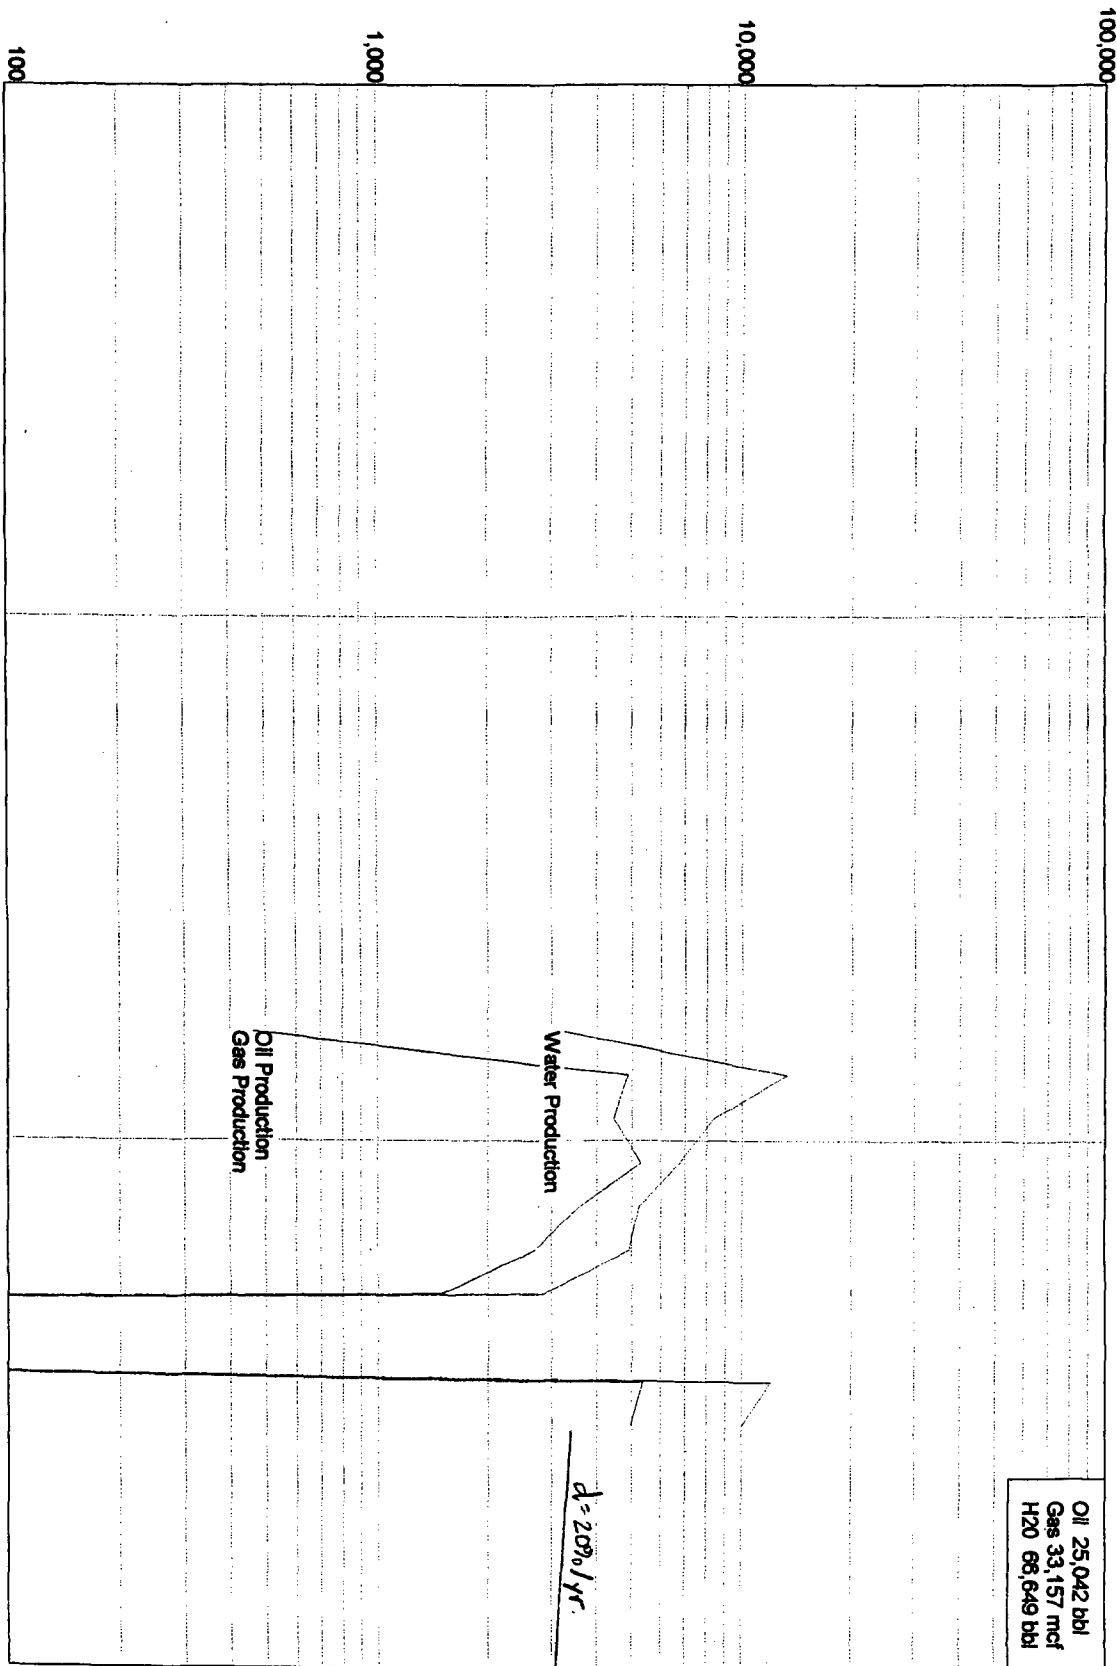 100,000
10,000
1,000
100
Oil 25,042 bbl
Gas 33,157 mcf
H20 66,649 bbl
Water Production
Oil Production
Gas Production
d=20%/yr.